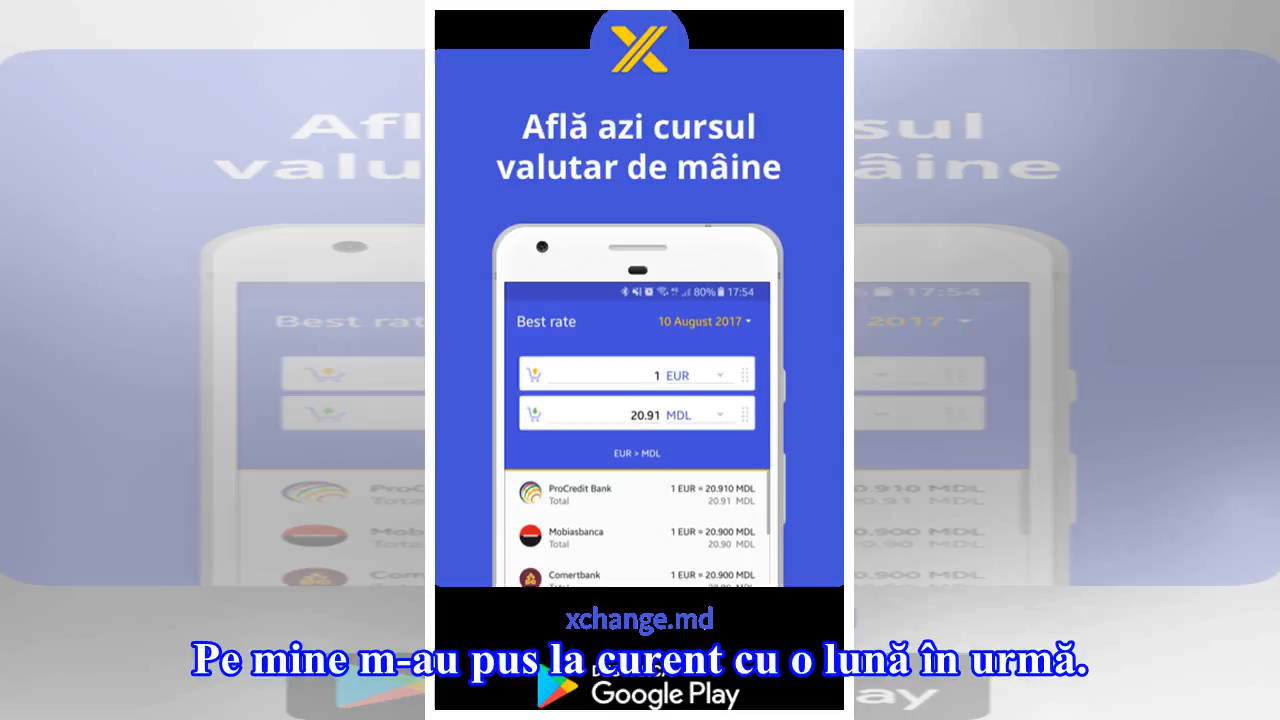 Află azi cursul
valutar de mâine
80% 17:54
Best rate 10 August 2017
1 EUR
20.91 MDL
EUR > MDL
ProCredit Bank 1 EUR = 20.910 MDL
Total 20.91 MDL
Mobiasbanca 1 EUR = 20.900 MDL
Total 20.90 MDL
Comertbank 1 EUR = 20.900 MDL
xchange.md
Pe mine m-au pus la curent cu o lună în urmă.
Google Play